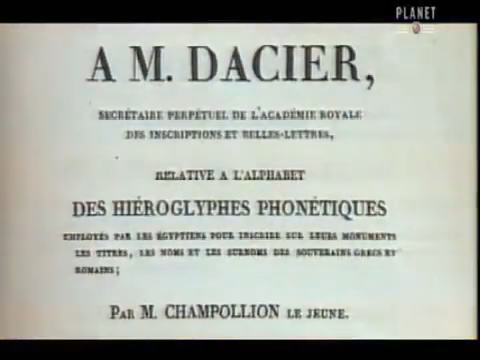 PLANET
A M. DACIER,
SECRÉTAIRE PERPÉTUEL DE L'ACADÉMIE ROYALE
DES INSCRIPTIONS ET BELLES-LETTRES,
RELATIVE A L'ALPHABET
DES HIÉROGLYPHES PHONÉTIQUES
EMPLOYÉS PAR LES ÉGYPTIENS POUR INSCRIRE SUR LEURS MONUMENTS
LES TITRES, LES NOMS ET LES SURNOMS DES SOUVERAINS GRECS ET
ROMAINS;
PAR M. CHAMPOLLION LE JEUNE.